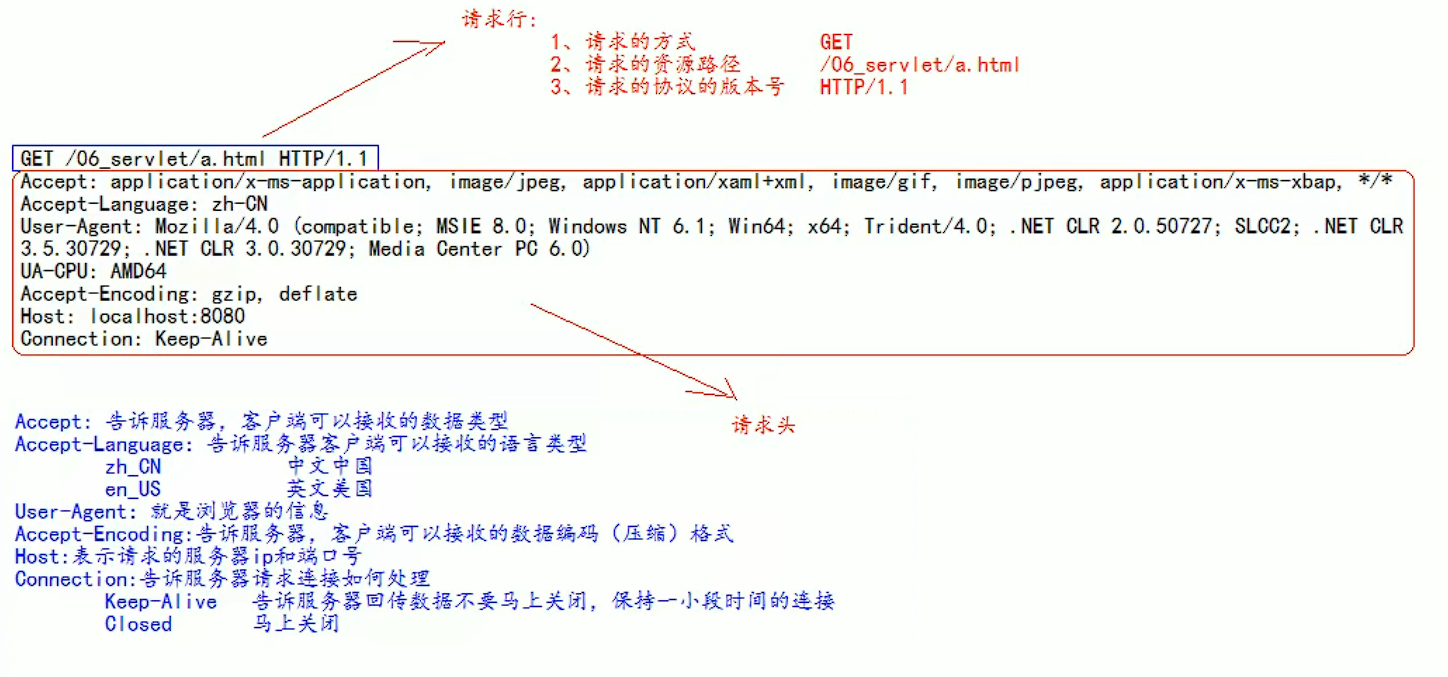 请求行:
1、请求的方式 GET
2、请求的资源路径 /06_servlet/a.html
3、请求的协议的版本号 HTTP/1.1
GET /06_servlet/a.html HTTP/1.1
Accept: application/x-ms-application, image/jpeg, application/xaml+xml, image/gif, image/pjpeg, application/x-ms-xbap, */*
Accept-Language: zh-CN
User-Agent: Mozilla/4.0 (compatible; MSIE 8.0; Windows NT 6.1; Win64; x64; Trident/4.0; .NET CLR 2.0.50727; SLCC2; .NET CLR
3.5.30729; .NET CLR 3.0.30729; Media Center PC 6.0)
UA-CPU: AMD64
Accept-Encoding: gzip, deflate
Host: localhost:8080
Connection: Keep-Alive
请求头
Accept: 告诉服务器，客户端可以接收的数据类型
Accept-Language: 告诉服务器客户端可以接收的语言类型
zh_CN 中文中国
en_US 英文美国
User-Agent: 就是浏览器的信息
Accept-Encoding:告诉服务器，客户端可以接收的数据编码（压缩）格式
Host:表示请求的服务器ip和端口号
Connection:告诉服务器请求连接如何处理
Keep-Alive 告诉服务器回传数据不要马上关闭，保持一小段时间的连接
Closed 马上关闭